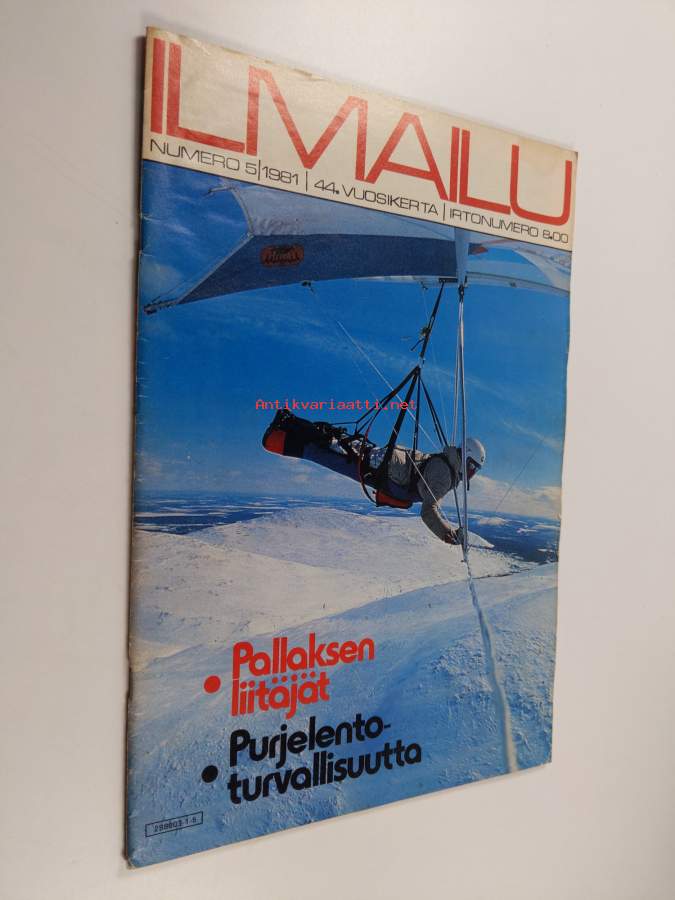 ILMAILU
NUMERO 5 | 1981 | 44. VUOSIKERTA | IRTONUMERO 8.00
Antikvariaatti.net
• Pallaksen
liitäjät
• Purjelento-
turvallisuutta